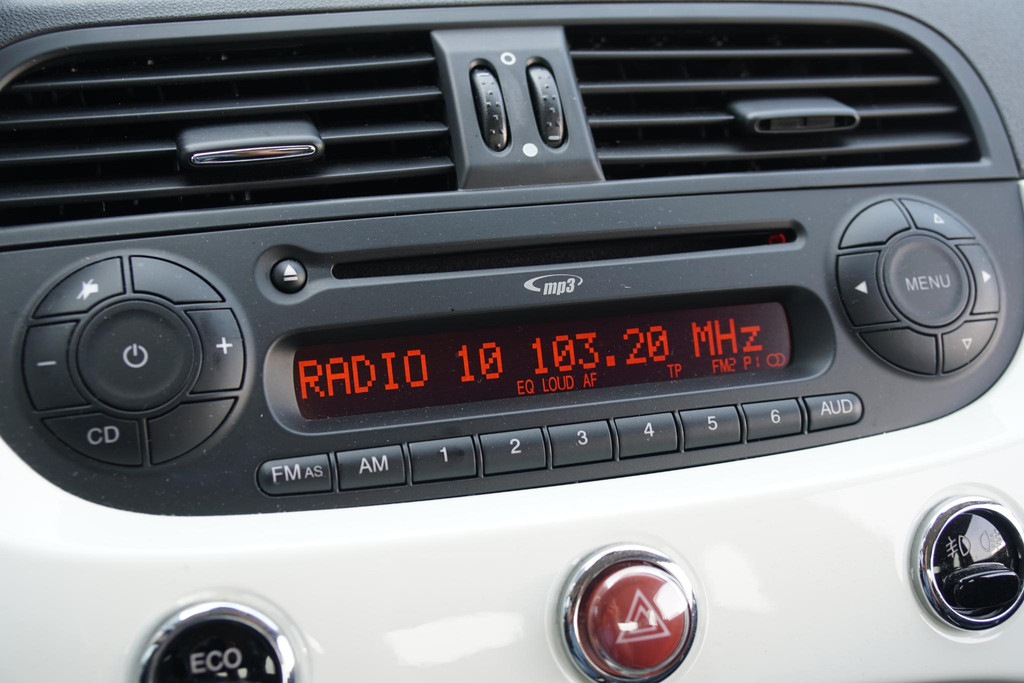 mp3
RADIO 10 103.20 MHz
EQ LOUD AF TP FM2 PI
MENU
+
−
CD
FM AS. AM 1 2 3 4 5 6 AUD
ECO